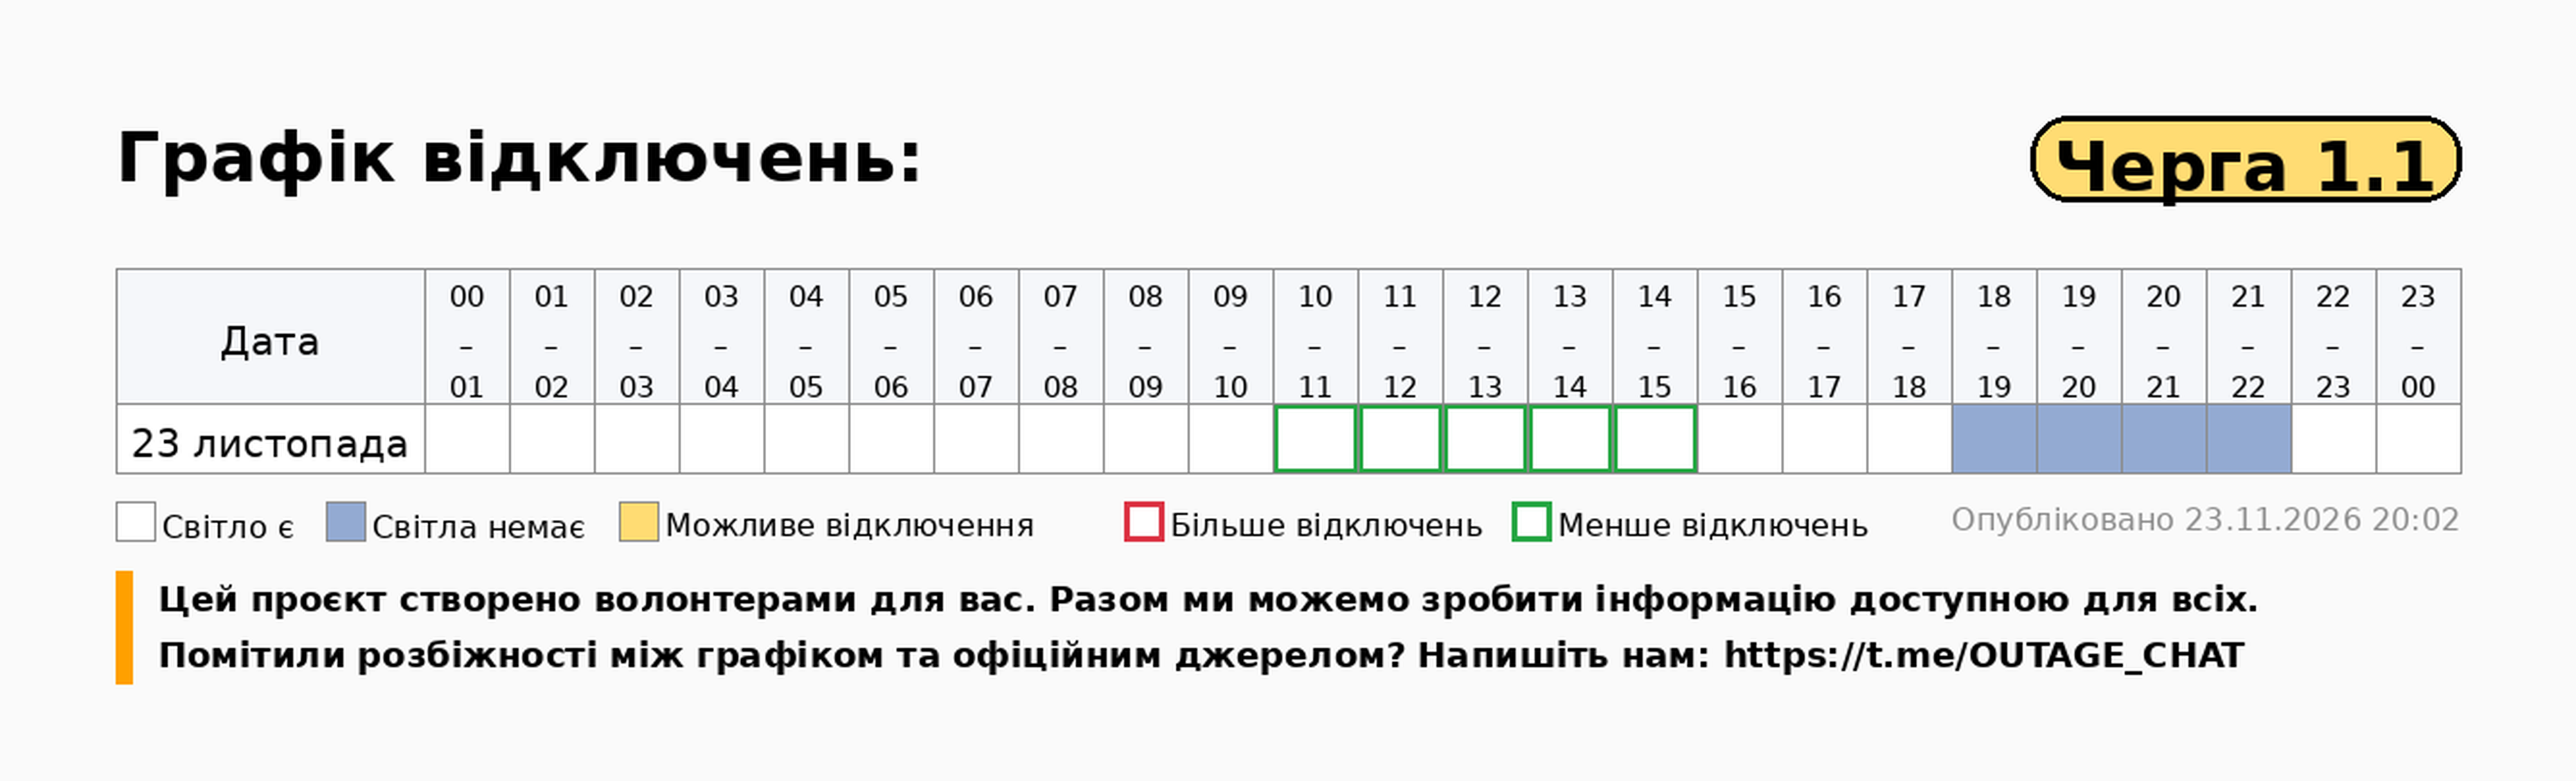 Графік відключень:
Черга 1.1
Дата
00 – 01
01 – 02
02 – 03
03 – 04
04 – 05
05 – 06
06 – 07
07 – 08
08 – 09
09 – 10
10 – 11
11 – 12
12 – 13
13 – 14
14 – 15
15 – 16
16 – 17
17 – 18
18 – 19
19 – 20
20 – 21
21 – 22
22 – 23
23 – 00
23 листопада
Світло є
Світла немає
Можливе відключення
Більше відключень
Менше відключень
Опубліковано 23.11.2026 20:02
Цей проєкт створено волонтерами для вас. Разом ми можемо зробити інформацію доступною для всіх.
Помітили розбіжності між графіком та офіційним джерелом? Напишіть нам: https://t.me/OUTAGE_CHAT